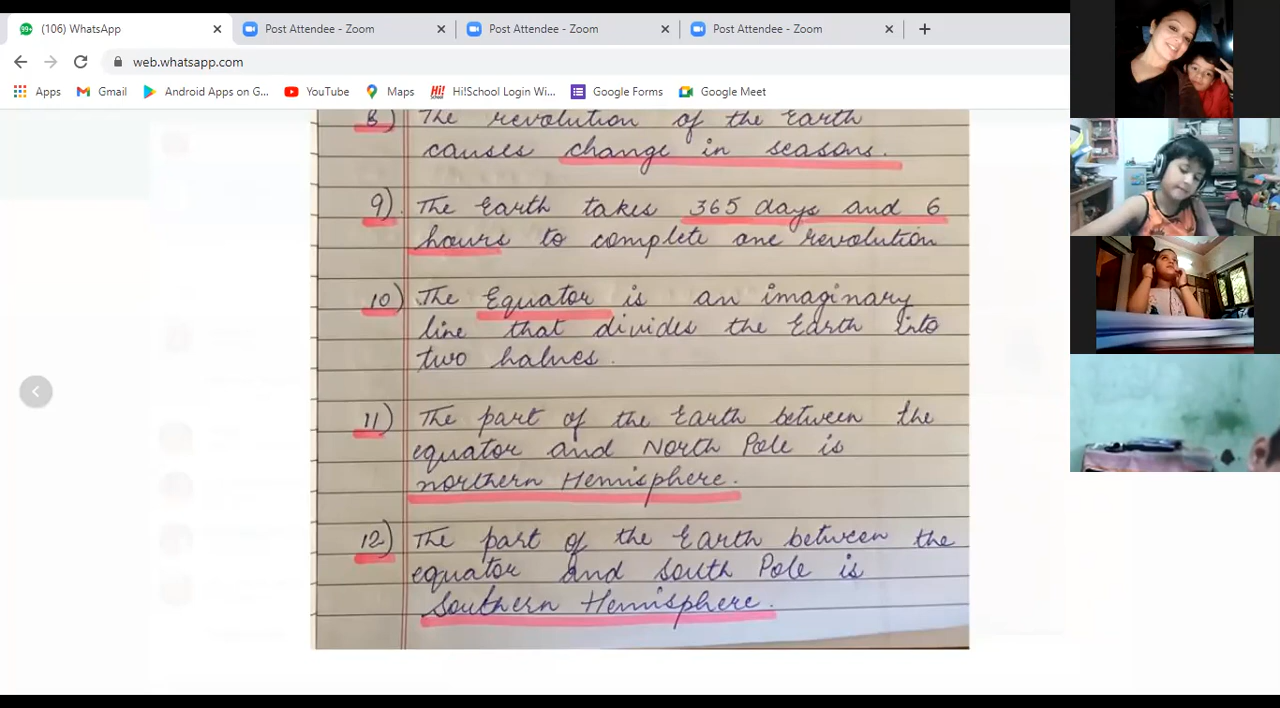 (106) WhatsApp
Post Attendee - Zoom
Post Attendee - Zoom
Post Attendee - Zoom
web.whatsapp.com
Apps
Gmail
Android Apps on G...
YouTube
Maps
Hi! School
Hi!School Login Wi...
Google Forms
Google Meet
8) The revolution of the Earth
causes change in seasons.
9). The Earth takes 365 days and 6
hours to complete one revolution
10) The Equator is an imaginary
line that divides the Earth into
two halves.
11) The part of the Earth between the
equator and North Pole is
northern Hemisphere.
12) The part of the Earth between the
equator and south Pole is
Southern Hemisphere.